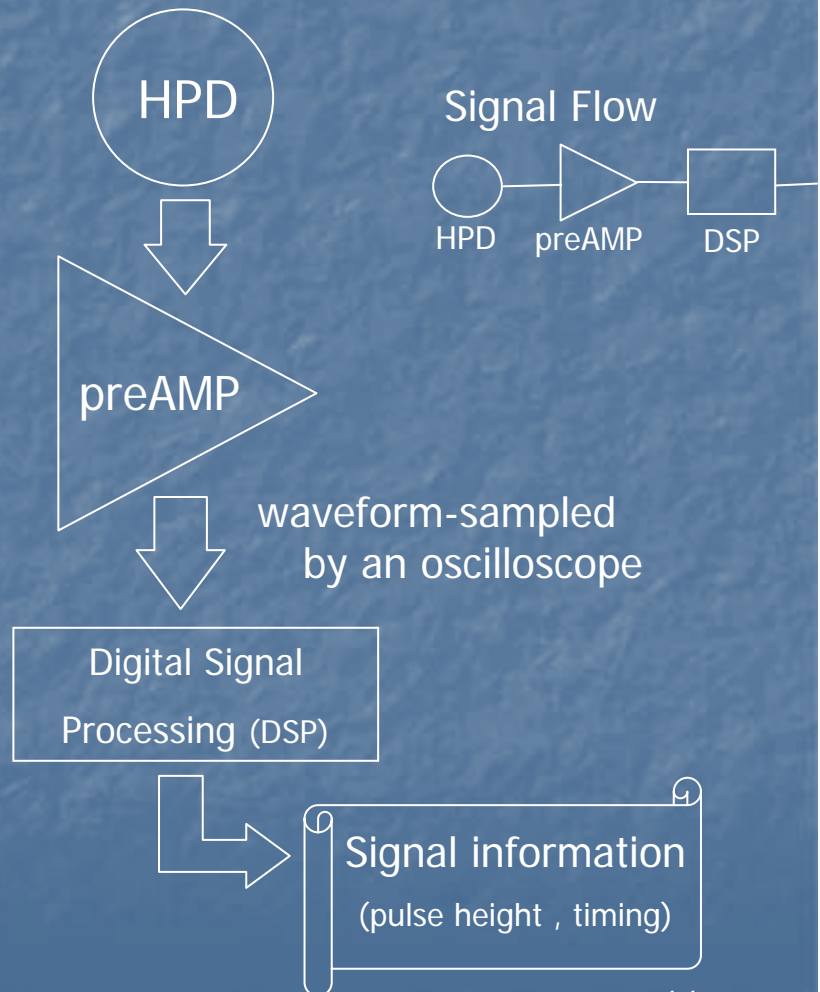 HPD
Signal Flow
HPD preAMP DSP
preAMP
waveform-sampled
by an oscilloscope
Digital Signal
Processing (DSP)
Signal information
(pulse height , timing)